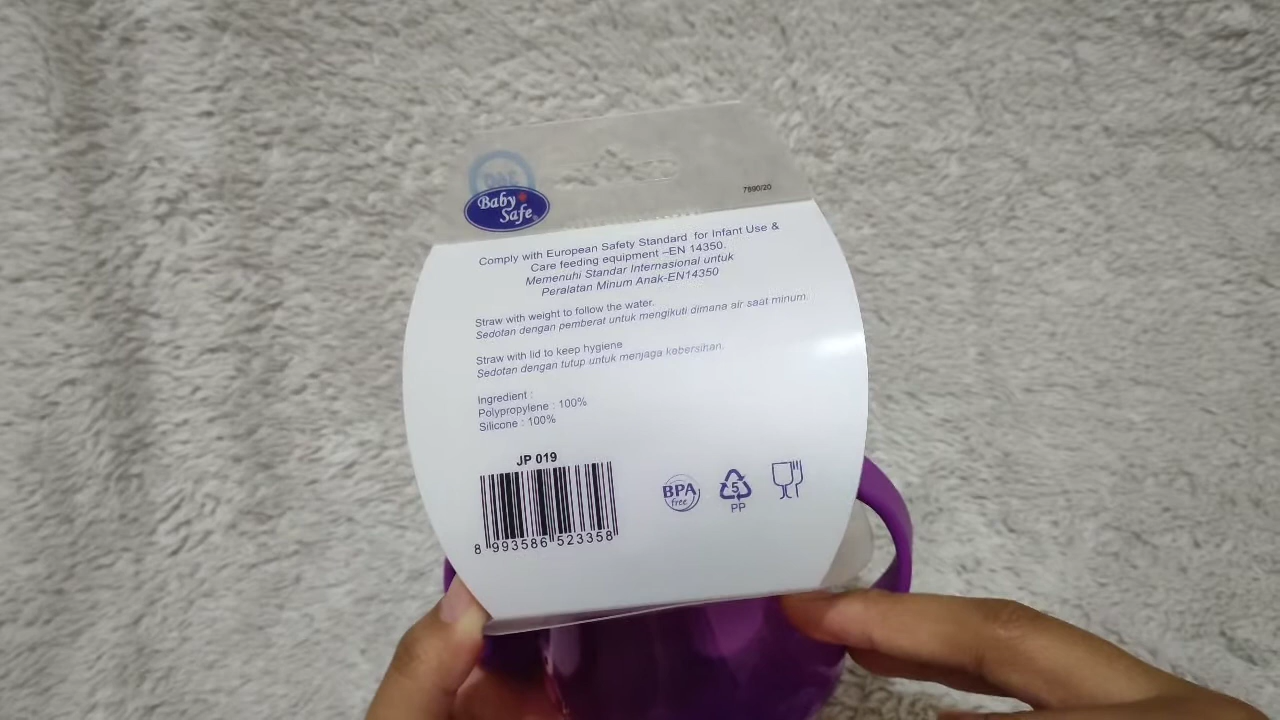 7890/20
Baby
Safe
Comply with European Safety Standard for Infant Use &
Care feeding equipment –EN 14350.
Memenuhi Standar Internasional untuk
Peralatan Minum Anak-EN14350
Straw with weight to follow the water.
Sedotan dengan pemberat untuk mengikuti dimana air saat minum.
Straw with lid to keep hygiene
Sedotan dengan tutup untuk menjaga kebersihan.
Ingredient :
Polypropylene : 100%
Silicone : 100%
JP 019
8 993586 523358
BPA
free
5
PP